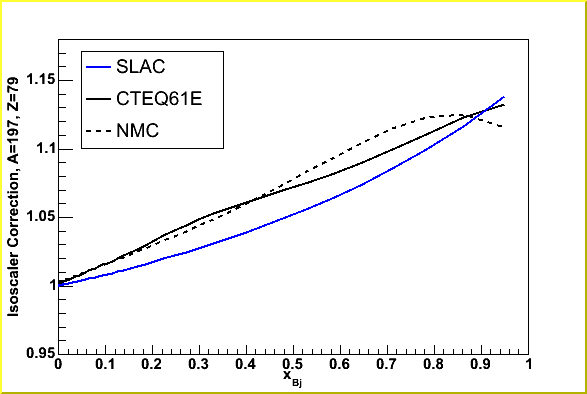 Isoscaler Correction, A=197, Z=79
1.15
1.1
1.05
1
0.95
SLAC
CTEQ61E
NMC
0 0.1 0.2 0.3 0.4 0.5 0.6 0.7 0.8 0.9 1
x Bj